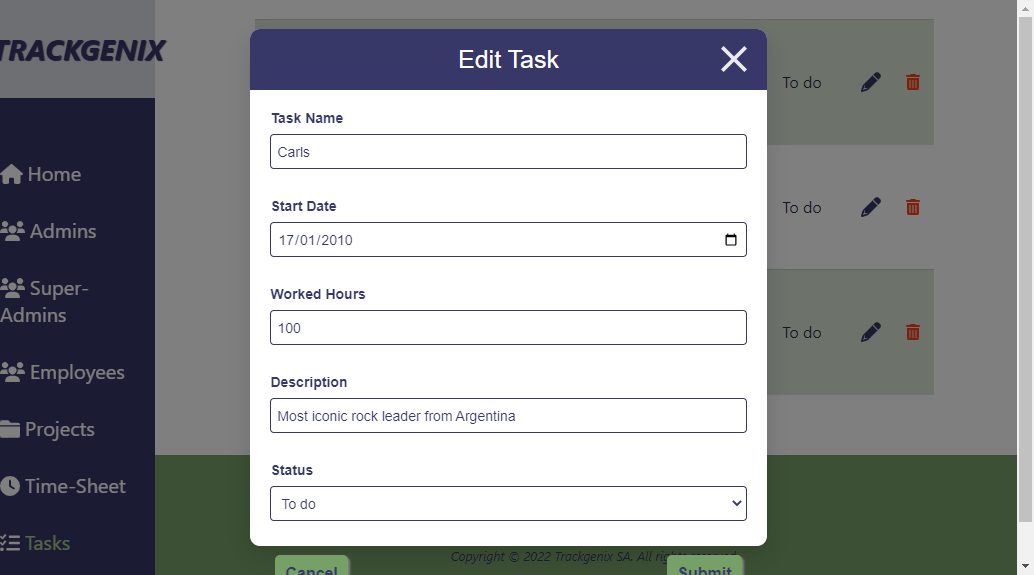 TRACKGENIX
Home
Admins
Super-
Admins
Employees
Projects
Time-Sheet
Tasks
Edit Task
Task Name
Carls
Start Date
17/01/2010
Worked Hours
100
Description
Most iconic rock leader from Argentina
Status
To do
Cancel
Submit
To do
To do
To do
Copyright © 2022 Trackgenix SA. All rights reserved